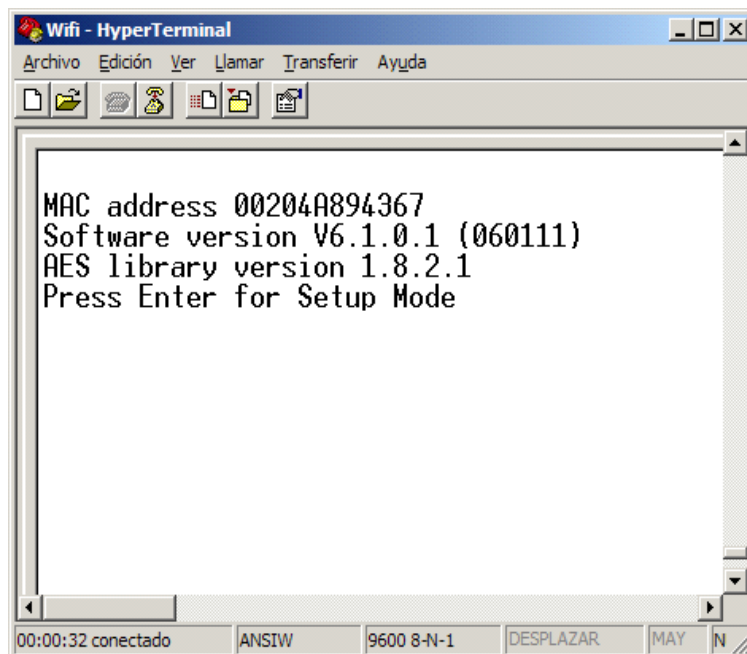 Wifi - HyperTerminal
Archivo Edición Ver Llamar Transferir Ayuda
MAC address 00204A894367
Software version V6.1.0.1 (060111)
AES library version 1.8.2.1
Press Enter for Setup Mode
00:00:32 conectado ANSIW 9600 8-N-1 DESPLAZAR MAY N